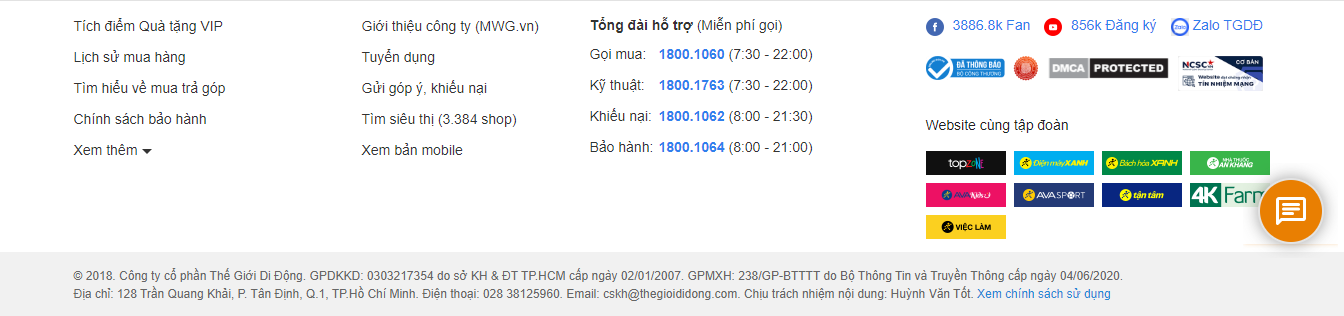 Tích điểm Quà tặng VIP
Lịch sử mua hàng
Tìm hiểu về mua trả góp
Chính sách bảo hành
Xem thêm
Giới thiệu công ty (MWG.vn)
Tuyển dụng
Gửi góp ý, khiếu nại
Tìm siêu thị (3.384 shop)
Xem bản mobile
Tổng đài hỗ trợ (Miễn phí gọi)
Gọi mua: 1800.1060 (7:30 - 22:00)
Kỹ thuật: 1800.1763 (7:30 - 22:00)
Khiếu nại: 1800.1062 (8:00 - 21:30)
Bảo hành: 1800.1064 (8:00 - 21:00)
3886.8k Fan 856k Đăng ký Zalo Zalo TGDĐ
ĐÃ THÔNG BÁO
BỘ CÔNG THƯƠNG
DMCA PROTECTED
NCSC CƠ BẢN
Website đạt chứng nhận
TÍN NHIỆM MẠNG
Website cùng tập đoàn
topzone Điện máy XANH Bách hóa XANH NHÀ THUỐC AN KHANG
AVAKids AVASPORT tận tâm 4K Farm
VIỆC LÀM
© 2018. Công ty cổ phần Thế Giới Di Động. GPDKKD: 0303217354 do sở KH & ĐT TP.HCM cấp ngày 02/01/2007. GPMXH: 238/GP-BTTTT do Bộ Thông Tin và Truyền Thông cấp ngày 04/06/2020.
Địa chỉ: 128 Trần Quang Khải, P. Tân Định, Q.1, TP.Hồ Chí Minh. Điện thoại: 028 38125960. Email: cskh@thegioididong.com. Chịu trách nhiệm nội dung: Huỳnh Văn Tốt. Xem chính sách sử dụng